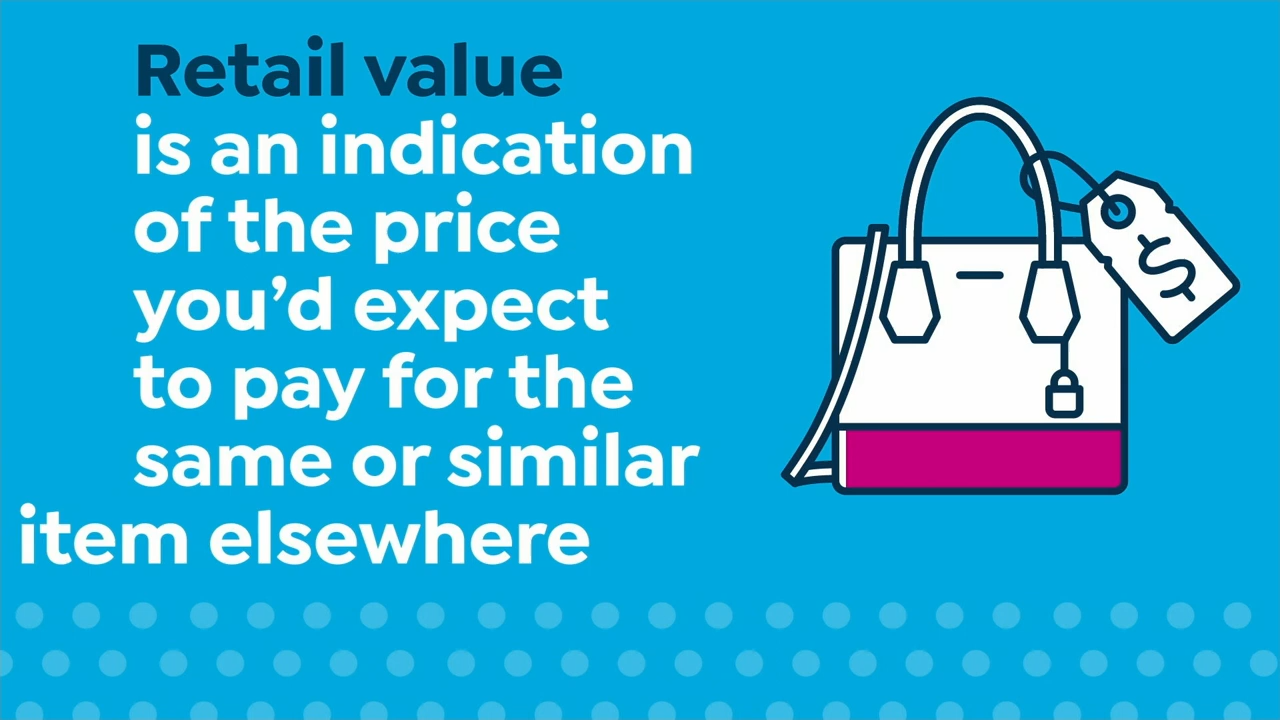 Retail value
is an indication
of the price
you’d expect
to pay for the
same or similar
item elsewhere
$